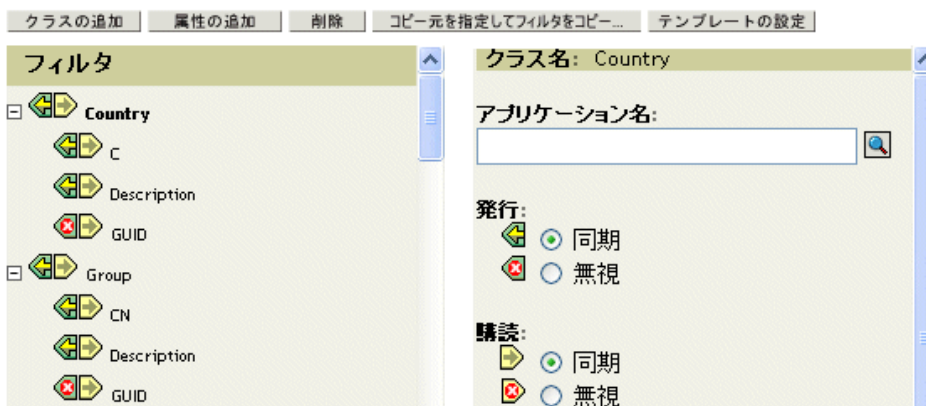 クラスの追加 属性の追加 削除 コピー元を指定してフィルタをコピー... テンプレートの設定
フィルタ
Country
C
Description
GUID
Group
CN
Description
GUID
クラス名: Country
アプリケーション名:
発行:
同期
無視
購読:
同期
無視